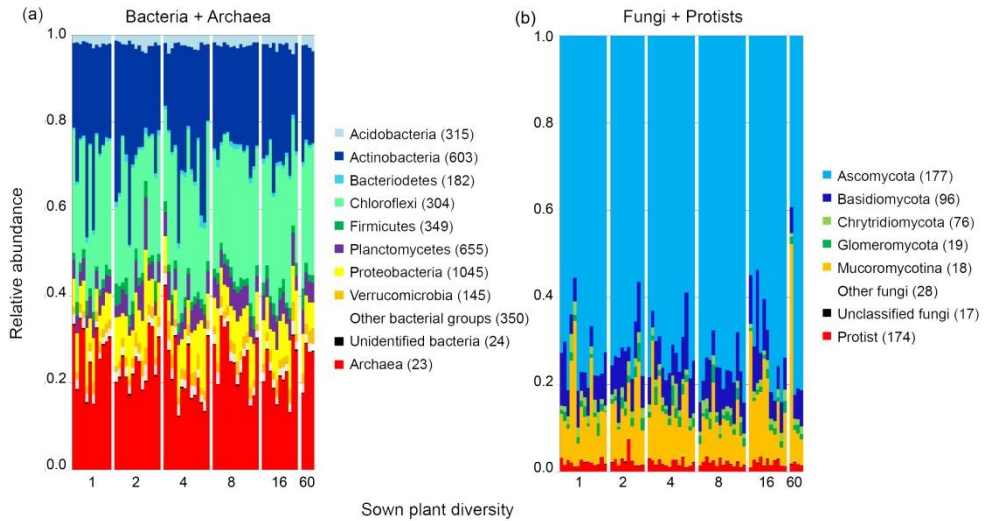 (a)
Bacteria + Archaea
Relative abundance
1.0
0.8
0.6
0.4
0.2
0.0
1 2 4 8 16 60
Acidobacteria (315)
Actinobacteria (603)
Bacteriodetes (182)
Chloroflexi (304)
Firmicutes (349)
Planctomycetes (655)
Proteobacteria (1045)
Verrucomicrobia (145)
Other bacterial groups (350)
Unidentified bacteria (24)
Archaea (23)
(b)
Fungi + Protists
1.0
0.8
0.6
0.4
0.2
0.0
1 2 4 8 16 60
Ascomycota (177)
Basidiomycota (96)
Chrytridiomycota (76)
Glomeromycota (19)
Mucoromycotina (18)
Other fungi (28)
Unclassified fungi (17)
Protist (174)
Sown plant diversity